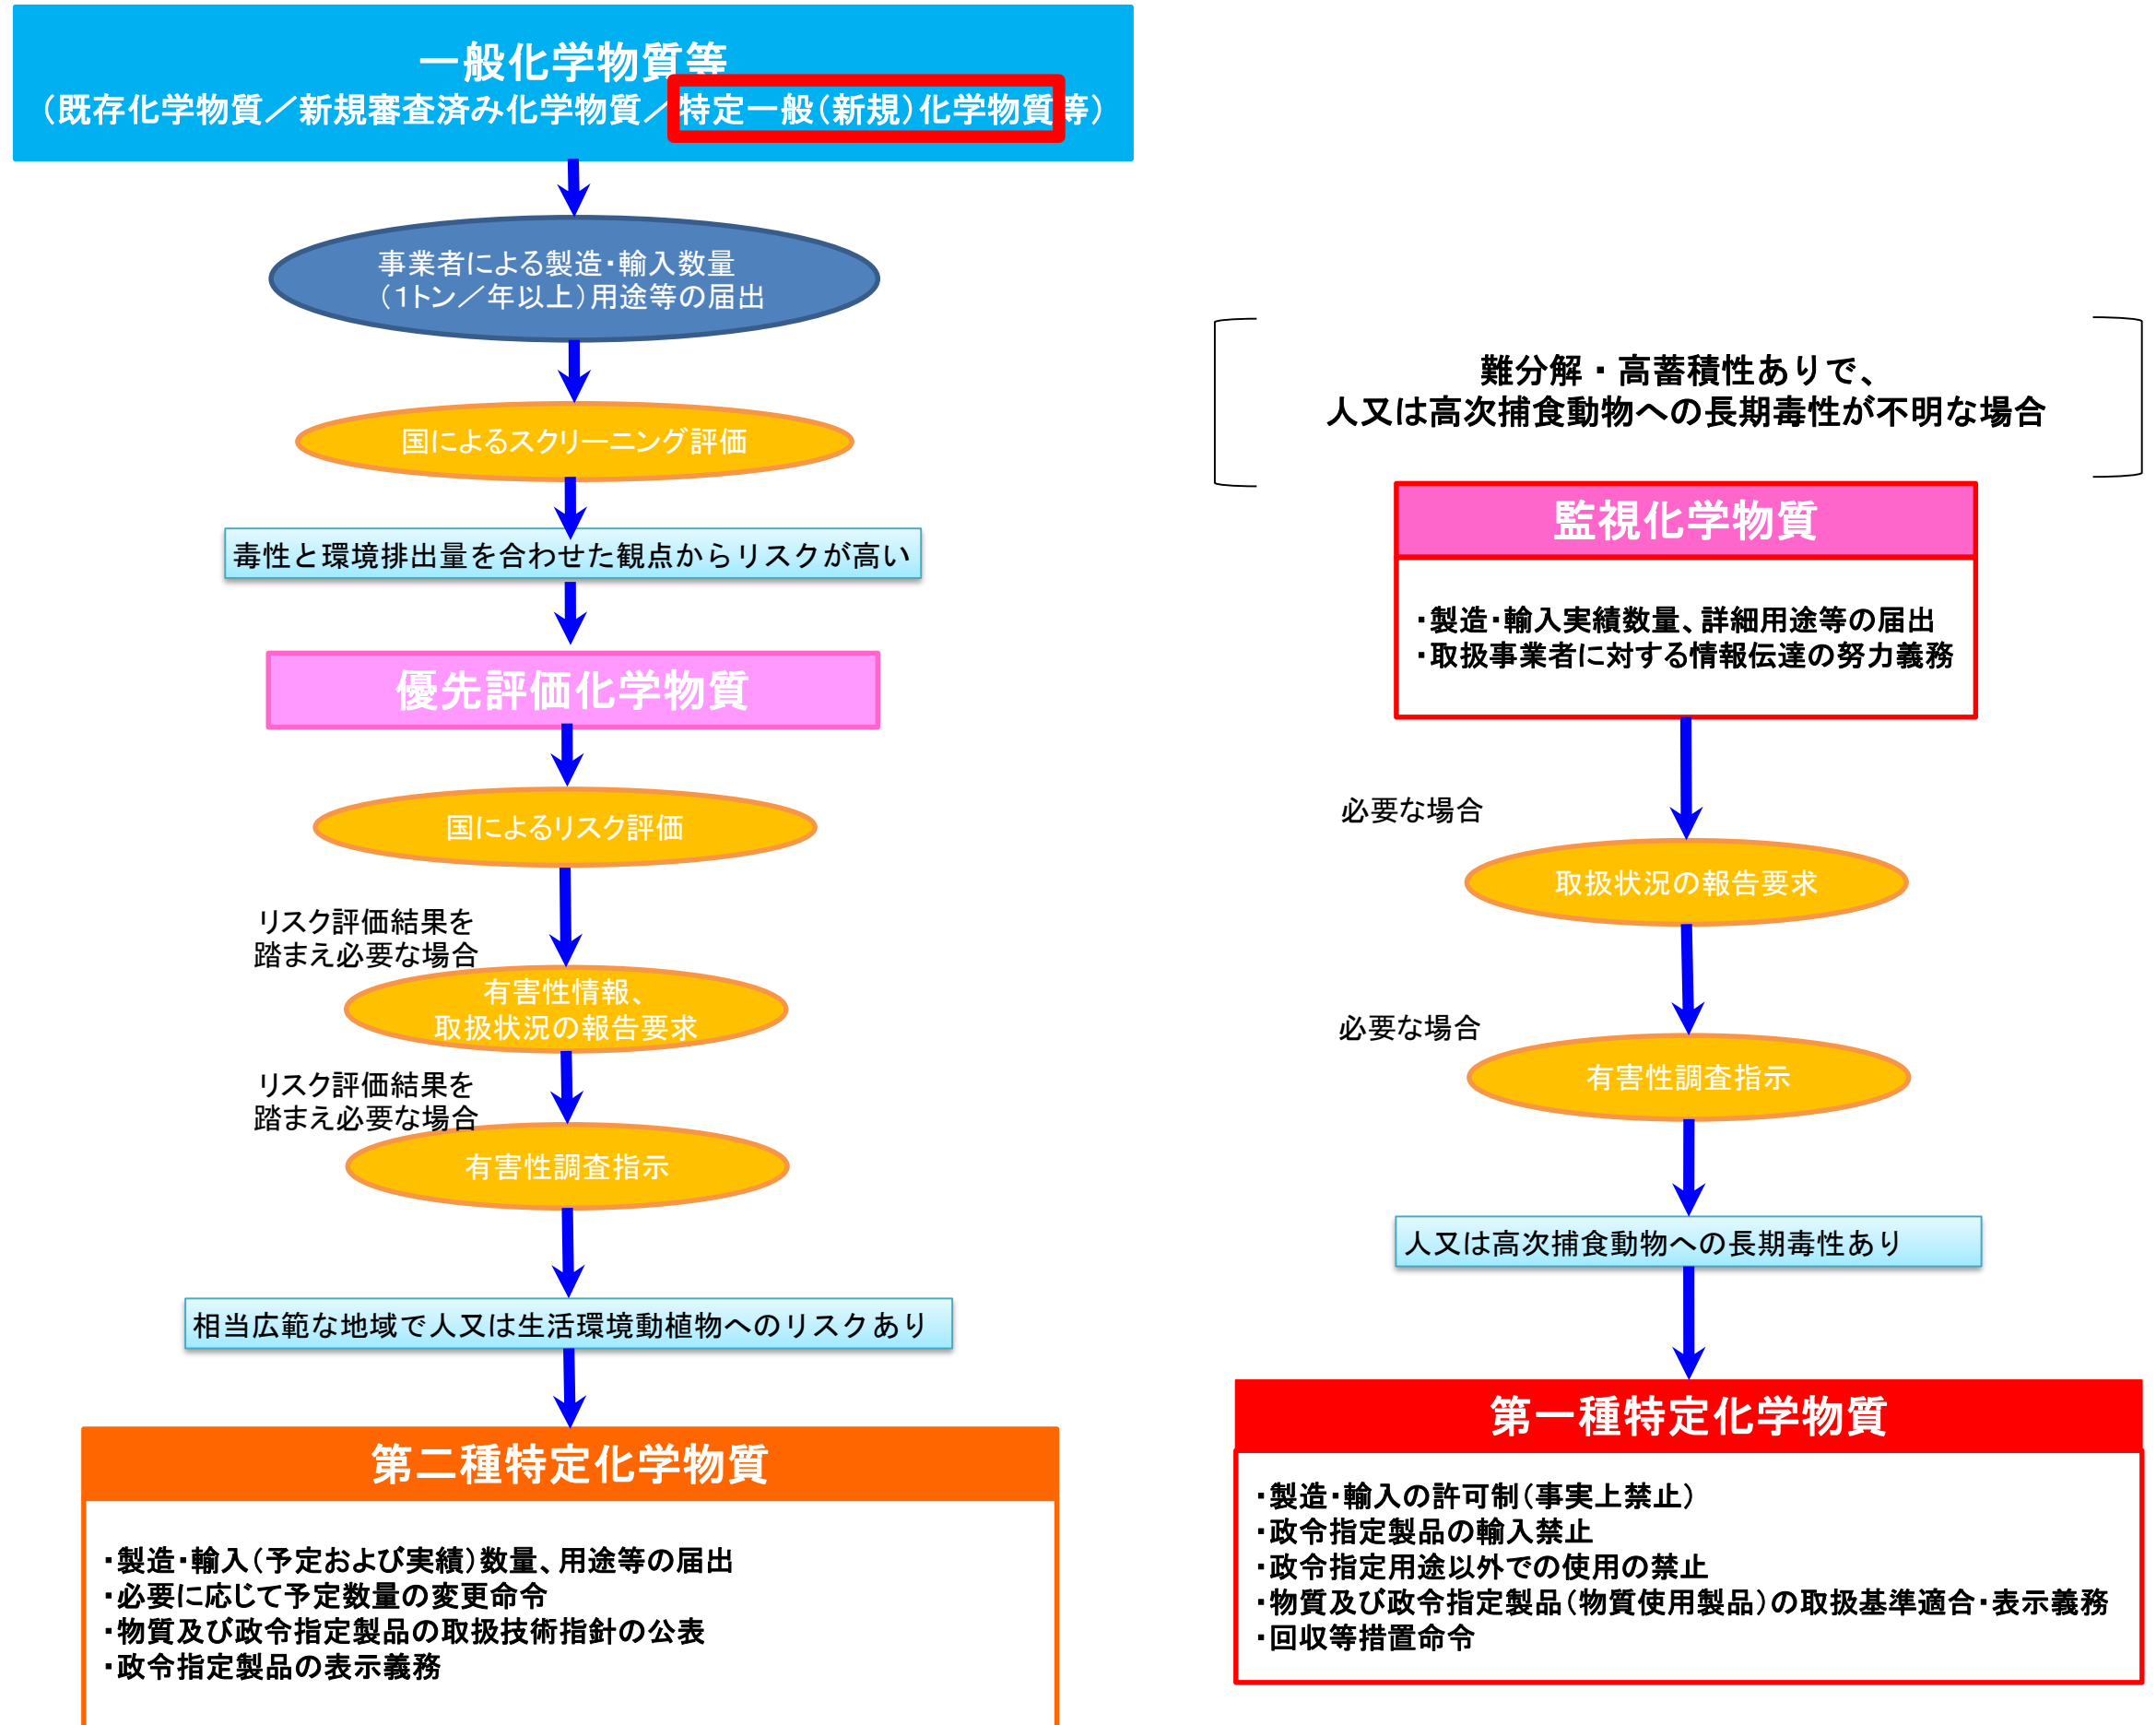 一般化学物質等
（既存化学物質／新規審査済み化学物質／特定一般（新規）化学物質等）
事業者による製造・輸入数量
（1トン／年以上）用途等の届出
国によるスクリーニング評価
毒性と環境排出量を合わせた観点からリスクが高い
優先評価化学物質
国によるリスク評価
リスク評価結果を
踏まえ必要な場合
有害性情報、
取扱状況の報告要求
リスク評価結果を
踏まえ必要な場合
有害性調査指示
相当広範な地域で人又は生活環境動植物へのリスクあり
第二種特定化学物質
・製造・輸入（予定および実績）数量、用途等の届出
・必要に応じて予定数量の変更命令
・物質及び政令指定製品の取扱技術指針の公表
・政令指定製品の表示義務
難分解・高蓄積性ありで、
人又は高次捕食動物への長期毒性が不明な場合
監視化学物質
・製造・輸入実績数量、詳細用途等の届出
・取扱事業者に対する情報伝達の努力義務
必要な場合
取扱状況の報告要求
必要な場合
有害性調査指示
人又は高次捕食動物への長期毒性あり
第一種特定化学物質
・製造・輸入の許可制（事実上禁止）
・政令指定製品の輸入禁止
・政令指定用途以外での使用の禁止
・物質及び政令指定製品（物質使用製品）の取扱基準適合・表示義務
・回収等措置命令